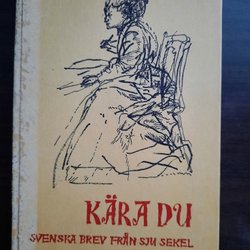 KÄRA DU
SVENSKA BREV FRÅN SJU SEKEL